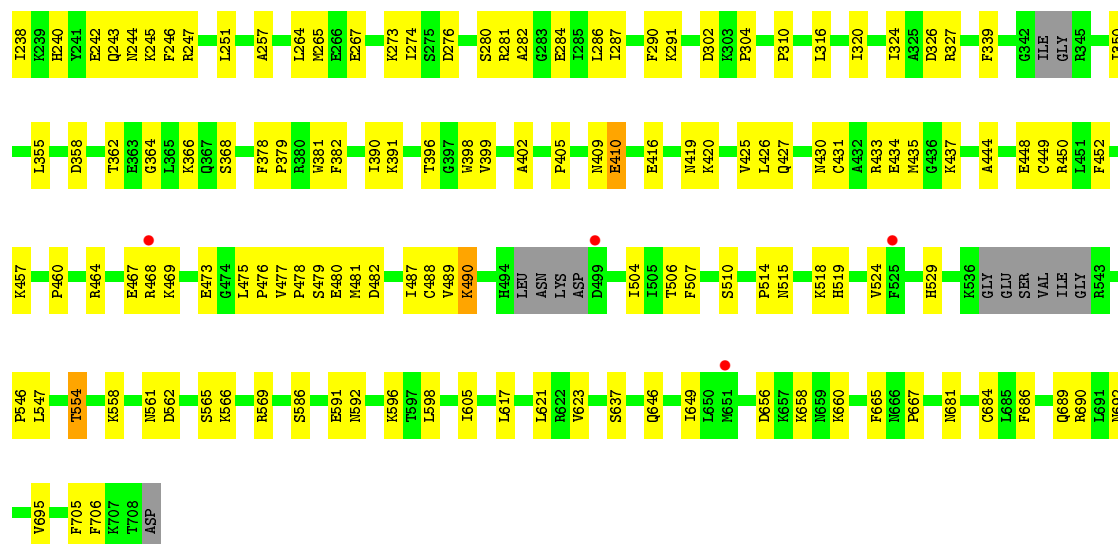 I238 K239 H240 Y241 E242 Q243 N244 K245 F246 R247 L251 A257 L264 M265 E266 E267 K273 I274 S275 D276 S280 R281 A282 G283 E284 I285 L286 I287 F290 K291 D302 K303 P304 P310 L316 I320 I324 A325 D326 R327 F339 G342 ILE GLY R345
L355 D358 T362 E363 G364 L365 K366 Q367 S368 F378 P379 R380 W381 F382 I390 K391 T396 G397 W398 V399 A402 P405 N409 E410 E416 N419 K420 V425 L426 Q427 N430 C431 A432 R433 E434 M435 G436 K437 A444 E448 C449 R450 L451 F452
K457 P460 R464 E467 R468 K469 E473 G474 L475 P476 V477 P478 S479 E480 M481 D482 I487 C488 V489 K490 H494 LEU ASN LYS ASP D499 I504 I505 T506 F507 S510 P514 N515 K518 H519 V524 F525 H529 K536 GLY GLU SER VAL ILE GLY R543
P546 L547 T554 K558 N561 D562 S565 K566 R569 S586 E591 N592 K596 T597 L598 I605 L617 L621 R622 V623 S637 Q646 I649 L650 M651 D656 K657 K658 N659 K660 F665 N666 P667 N681 C684 L685 F686 Q689 R690 L691
V695 F705 F706 K707 T708 ASP